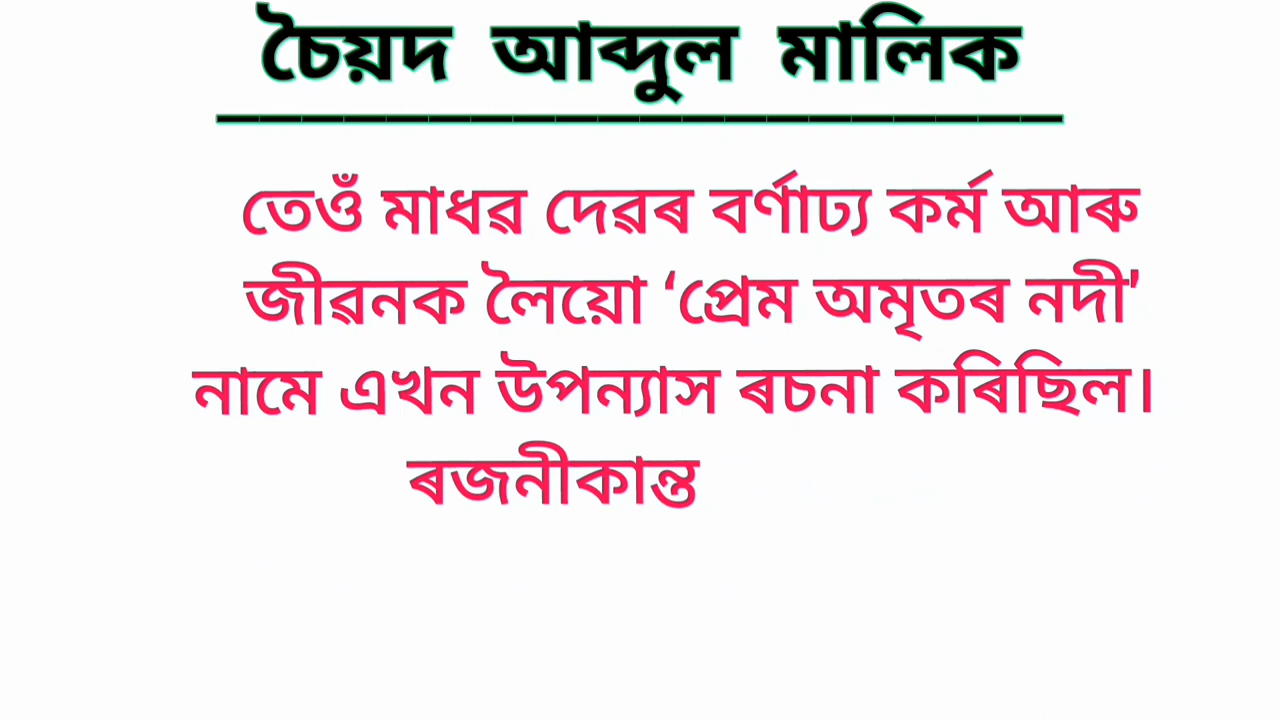 চৈয়দ আব্দুল মালিক
তেওঁ মাধৱ দেৱৰ বৰ্ণাঢ্য কৰ্ম আৰু
জীৱনক লৈয়ো ‘প্ৰেম অমৃতৰ নদী’
নামে এখন উপন্যাস ৰচনা কৰিছিল।
ৰজনীকান্ত